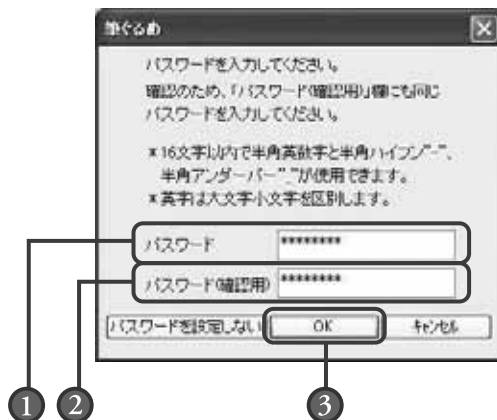 筆ぐるめ
パスワードを入力してください。
確認のため、「パスワード(確認用)」欄にも同じ
パスワードを入力してください。
*16文字以内で半角英数字と半角ハイフン"-"、
半角アンダーバー"_"が使用できます。
*英字は大文字小文字を区別します。
パスワード ********
パスワード(確認用) ********
パスワードを設定しない OK キャンセル
1 2 3